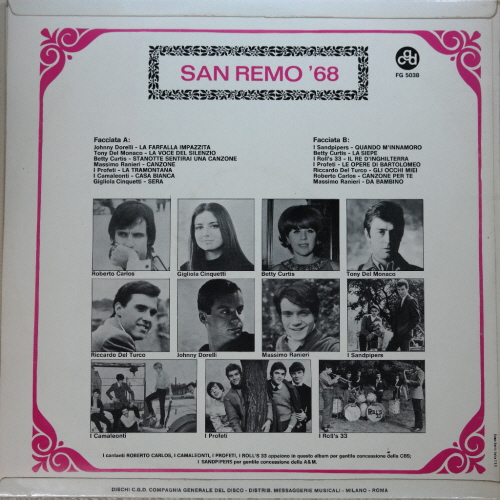 SAN REMO '68
cgd
FG 5038
Facciata A:
Johnny Dorelli - LA FARFALLA IMPAZZITA
Tony Del Monaco - LA VOCE DEL SILENZIO
Betty Curtis - STANOTTE SENTIRAI UNA CANZONE
Massimo Ranieri - CANZONE
I Profeti - LA TRAMONTANA
I Camaleonti - CASA BIANCA
Gigliola Cinquetti - SERA
Facciata B:
I Sandpipers - QUANDO M'INNAMORO
Betty Curtis - LA SIEPE
I Roll's 33 - IL RE D'INGHILTERRA
I Profeti - LE OPERE DI BARTOLOMEO
Riccardo Del Turco - GLI OCCHI MIEI
Roberto Carlos - CANZONE PER TE
Massimo Ranieri - DA BAMBINO
Roberto Carlos
Gigliola Cinquetti
Betty Curtis
Tony Del Monaco
Riccardo Del Turco
Johnny Dorelli
Massimo Ranieri
I Sandpipers
I Camaleonti
I Profeti
ROLL'S
I Roll's 33
I cantanti ROBERTO CARLOS, I CAMALEONTI, I PROFETI, I ROLL'S 33 appaiono in questo album per gentile concessione della CBS;
I SANDPIPERS per gentile concessione della A&M.
DISCHI C.G.D. COMPAGNIA GENERALE DEL DISCO - DISTRIB. MESSAGGERIE MUSICALI - MILANO - ROMA